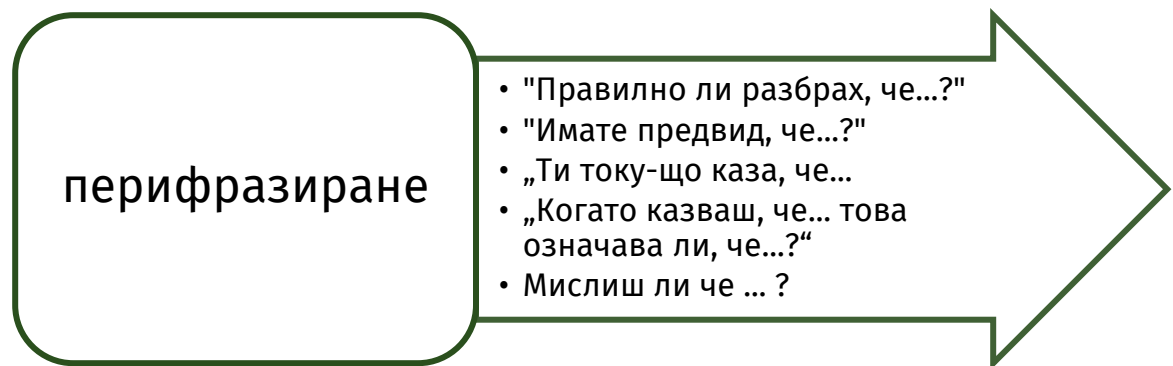 перифразиране
• "Правилно ли разбрах, че...?"
• "Имате предвид, че...?"
• „Ти току-що каза, че...
• „Когато казваш, че... това
означава ли, че...?“
• Мислиш ли че ... ?